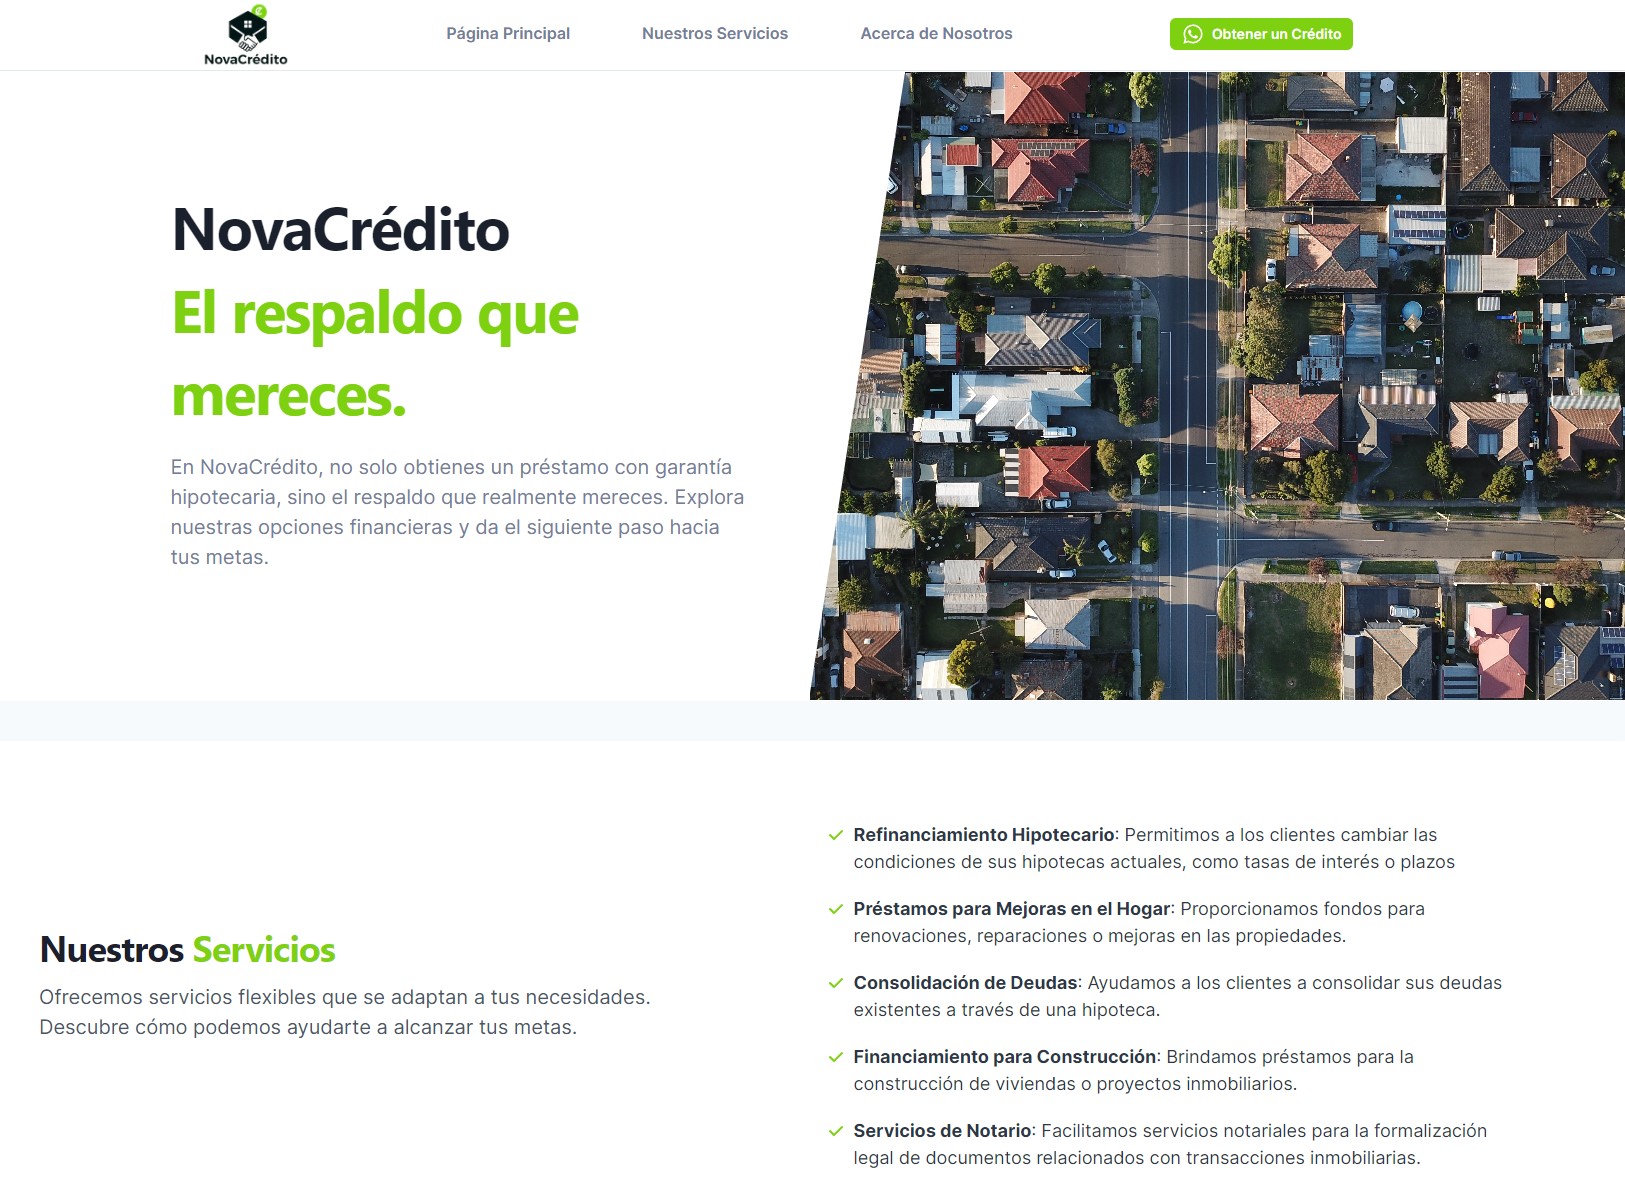 NovaCrédito
Página Principal
Nuestros Servicios
Acerca de Nosotros
Obtener un Crédito
NovaCrédito
El respaldo que
mereces.
En NovaCrédito, no solo obtienes un préstamo con garantía
hipotecaria, sino el respaldo que realmente mereces. Explora
nuestras opciones financieras y da el siguiente paso hacia
tus metas.
Nuestros Servicios
Ofrecemos servicios flexibles que se adaptan a tus necesidades.
Descubre cómo podemos ayudarte a alcanzar tus metas.
Refinanciamiento Hipotecario: Permitimos a los clientes cambiar las
condiciones de sus hipotecas actuales, como tasas de interés o plazos
Préstamos para Mejoras en el Hogar: Proporcionamos fondos para
renovaciones, reparaciones o mejoras en las propiedades.
Consolidación de Deudas: Ayudamos a los clientes a consolidar sus deudas
existentes a través de una hipoteca.
Financiamiento para Construcción: Brindamos préstamos para la
construcción de viviendas o proyectos inmobiliarios.
Servicios de Notario: Facilitamos servicios notariales para la formalización
legal de documentos relacionados con transacciones inmobiliarias.